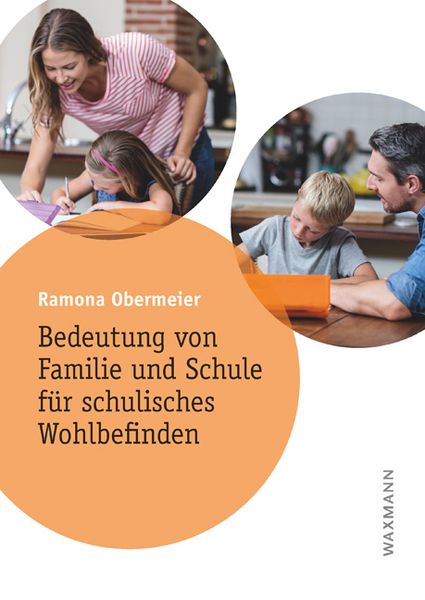 Ramona Obermeier
Bedeutung von
Familie und Schule
für schulisches
Wohlbefinden
WAXMANN